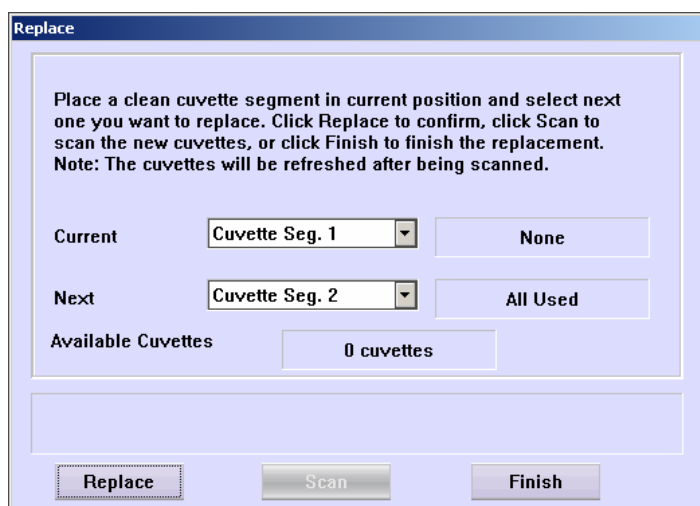 Replace
Place a clean cuvette segment in current position and select next
one you want to replace. Click Replace to confirm, click Scan to
scan the new cuvettes, or click Finish to finish the replacement.
Note: The cuvettes will be refreshed after being scanned.
Current Cuvette Seg. 1 None
Next Cuvette Seg. 2 All Used
Available Cuvettes 0 cuvettes
Replace Scan Finish